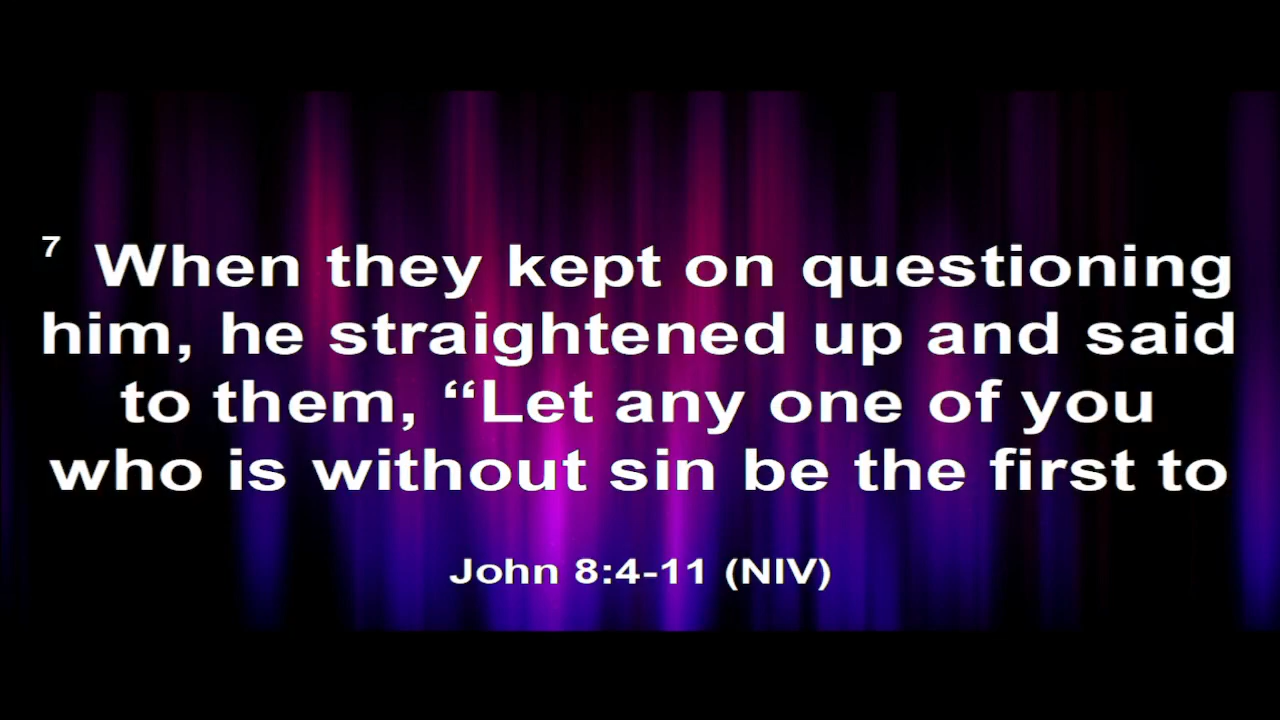 7 When they kept on questioning
him, he straightened up and said
to them, “Let any one of you
who is without sin be the first to
John 8:4-11 (NIV)